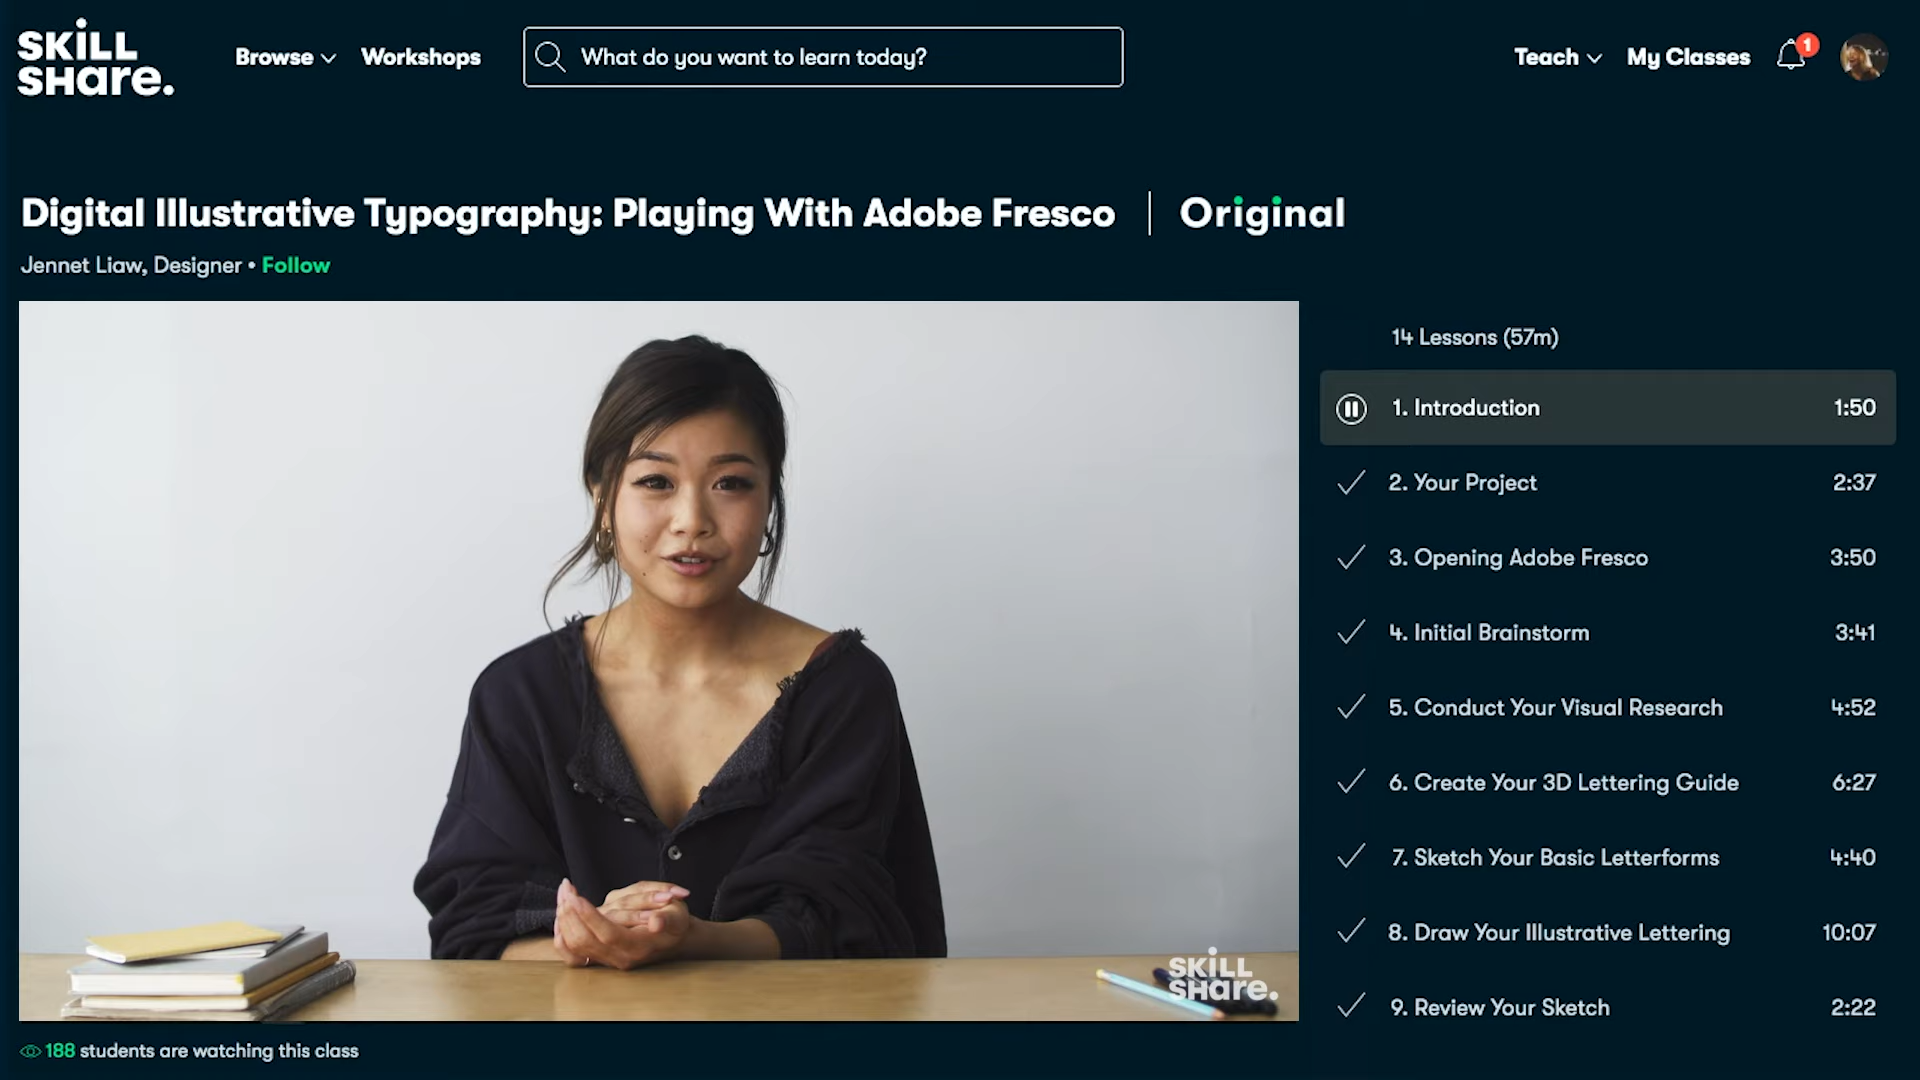 SKILL
SHare.
Browse
Workshops
What do you want to learn today?
Teach
My Classes
1
Digital Illustrative Typography: Playing With Adobe Fresco | Original
Jennet Liaw, Designer • Follow
14 Lessons (57m)
1. Introduction 1:50
2. Your Project 2:37
3. Opening Adobe Fresco 3:50
4. Initial Brainstorm 3:41
5. Conduct Your Visual Research 4:52
6. Create Your 3D Lettering Guide 6:27
7. Sketch Your Basic Letterforms 4:40
8. Draw Your Illustrative Lettering 10:07
9. Review Your Sketch 2:22
SKILL
SHare.
188 students are watching this class